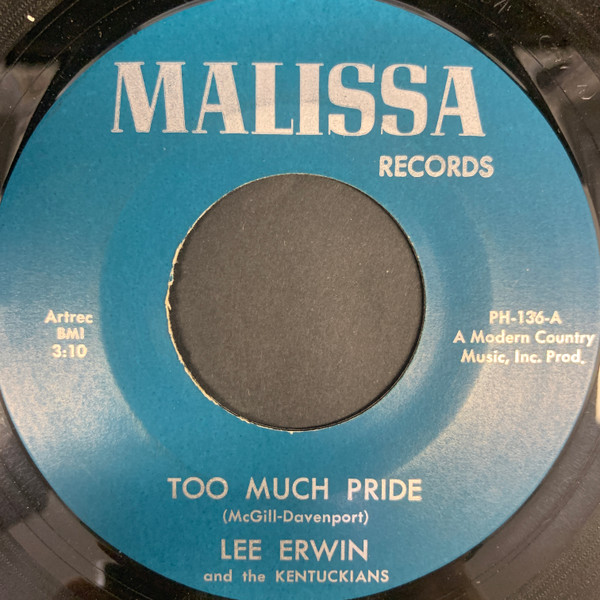 MALISSA
RECORDS
Artrec
BMI
3:10
PH-136-A
A Modern Country
Music, Inc. Prod.
TOO MUCH PRIDE
(McGill-Davenport)
LEE ERWIN
and the KENTUCKIANS